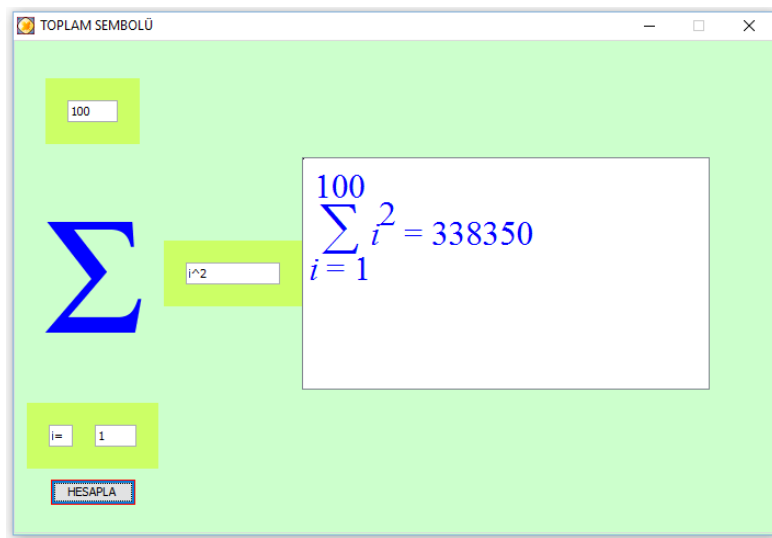 TOPLAM SEMBOLÜ
100
∑
i^2
i= 1
HESAPLA
100
∑ i² = 338350
i = 1